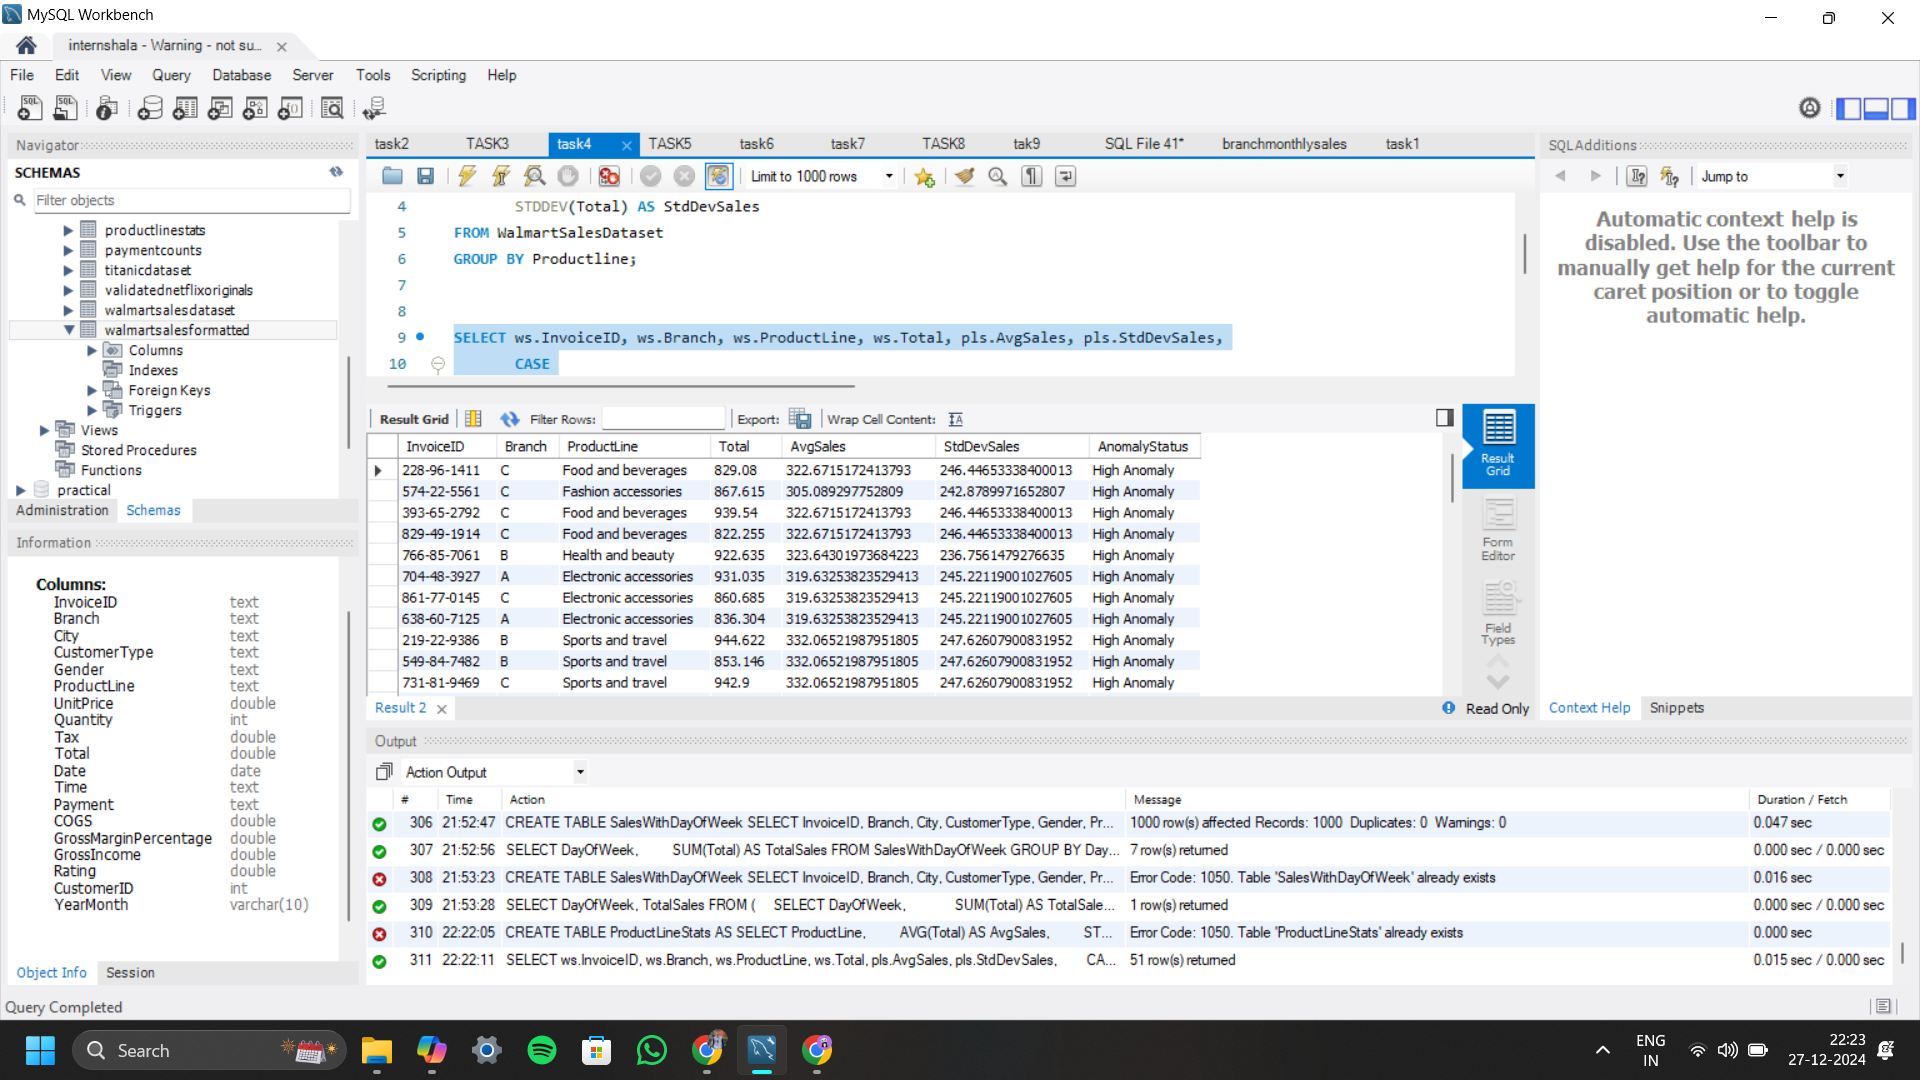 MySQL Workbench
internshala - Warning - not su...
File Edit View Query Database Server Tools Scripting Help
Navigator
SCHEMAS
Filter objects
productlinestats
paymentcounts
titanicdataset
validatednetflixoriginals
walmartsalesdataset
walmartsalesformatted
Columns
Indexes
Foreign Keys
Triggers
Views
Stored Procedures
Functions
practical
Administration Schemas
Information
Columns:
InvoiceID text
Branch text
City text
CustomerType text
Gender text
ProductLine text
UnitPrice double
Quantity int
Tax double
Total double
Date date
Time text
Payment text
COGS double
GrossMarginPercentage double
GrossIncome double
Rating double
CustomerID int
YearMonth varchar(10)
Object Info Session
Query Completed
task2 TASK3 task4 TASK5 task6 task7 TASK8 tak9 SQL File 41* branchmonthlysales task1
Limit to 1000 rows
4 STDDEV(Total) AS StdDevSales
5 FROM WalmartSalesDataset
6 GROUP BY Productline;
7
8
9 SELECT ws.InvoiceID, ws.Branch, ws.ProductLine, ws.Total, pls.AvgSales, pls.StdDevSales,
10 CASE
Result Grid Filter Rows: Export: Wrap Cell Content:
InvoiceID Branch ProductLine Total AvgSales StdDevSales AnomalyStatus
228-96-1411 C Food and beverages 829.08 322.6715172413793 246.44653338400013 High Anomaly
574-22-5561 C Fashion accessories 867.615 305.089297752809 242.8789971652807 High Anomaly
393-65-2792 C Food and beverages 939.54 322.6715172413793 246.44653338400013 High Anomaly
829-49-1914 C Food and beverages 822.255 322.6715172413793 246.44653338400013 High Anomaly
766-85-7061 B Health and beauty 922.635 323.64301973684223 236.7561479276635 High Anomaly
704-48-3927 A Electronic accessories 931.035 319.63253823529413 245.22119001027605 High Anomaly
861-77-0145 C Electronic accessories 860.685 319.63253823529413 245.22119001027605 High Anomaly
638-60-7125 A Electronic accessories 836.304 319.63253823529413 245.22119001027605 High Anomaly
219-22-9386 B Sports and travel 944.622 332.06521987951805 247.62607900831952 High Anomaly
549-84-7482 B Sports and travel 853.146 332.06521987951805 247.62607900831952 High Anomaly
731-81-9469 C Sports and travel 942.9 332.06521987951805 247.62607900831952 High Anomaly
Result Grid
Form Editor
Field Types
Result 2 Read Only
SQLAdditions
Jump to
Automatic context help is
disabled. Use the toolbar to
manually get help for the current
caret position or to toggle
automatic help.
Context Help Snippets
Output
Action Output
# Time Action Message Duration / Fetch
306 21:52:47 CREATE TABLE SalesWithDayOfWeek SELECT InvoiceID, Branch, City, CustomerType, Gender, Pr... 1000 row(s) affected Records: 1000 Duplicates: 0 Warnings: 0 0.047 sec
307 21:52:56 SELECT DayOfWeek, SUM(Total) AS TotalSales FROM SalesWithDayOfWeek GROUP BY Day... 7 row(s) returned 0.000 sec / 0.000 sec
308 21:53:23 CREATE TABLE SalesWithDayOfWeek SELECT InvoiceID, Branch, City, CustomerType, Gender, Pr... Error Code: 1050. Table 'SalesWithDayOfWeek' already exists 0.016 sec
309 21:53:28 SELECT DayOfWeek, TotalSales FROM ( SELECT DayOfWeek, SUM(Total) AS TotalSale... 1 row(s) returned 0.000 sec / 0.000 sec
310 22:22:05 CREATE TABLE ProductLineStats AS SELECT ProductLine, AVG(Total) AS AvgSales, ST... Error Code: 1050. Table 'ProductLineStats' already exists 0.000 sec
311 22:22:11 SELECT ws.InvoiceID, ws.Branch, ws.ProductLine, ws.Total, pls.AvgSales, pls.StdDevSales, CA... 51 row(s) returned 0.015 sec / 0.000 sec
Search
ENG
IN
22:23
27-12-2024